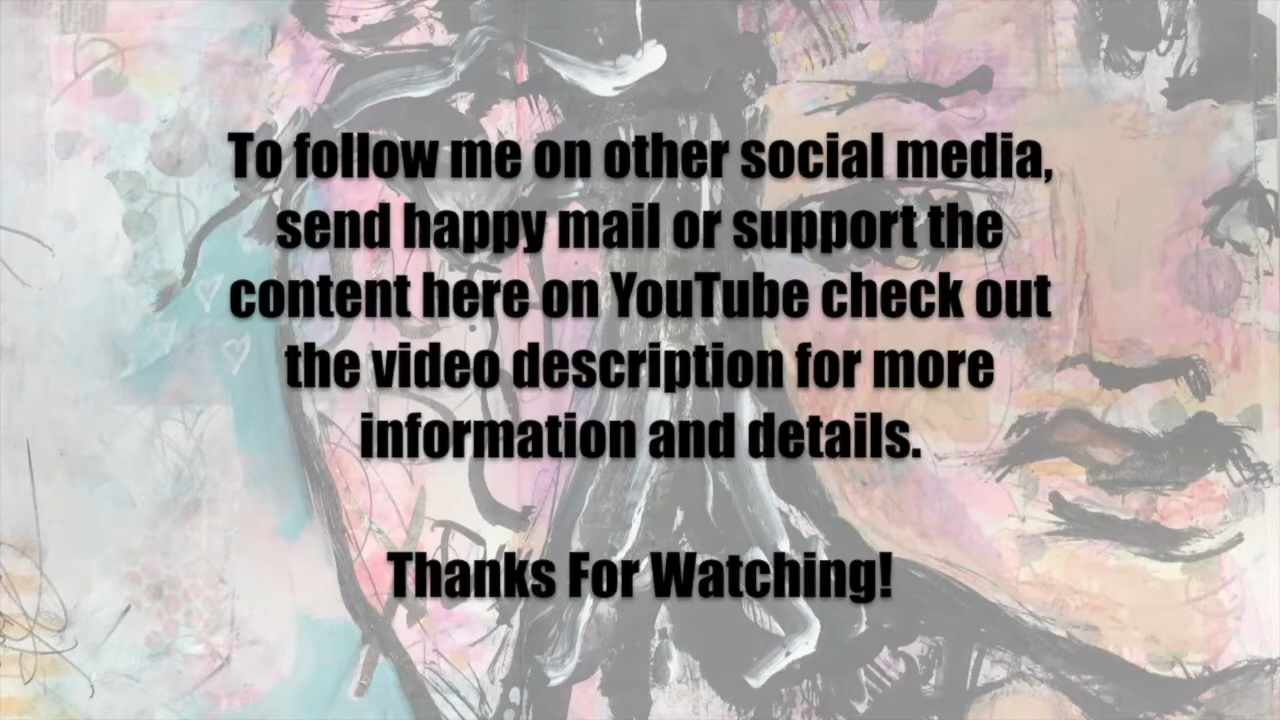 To follow me on other social media,
send happy mail or support the
content here on YouTube check out
the video description for more
information and details.
Thanks For Watching!